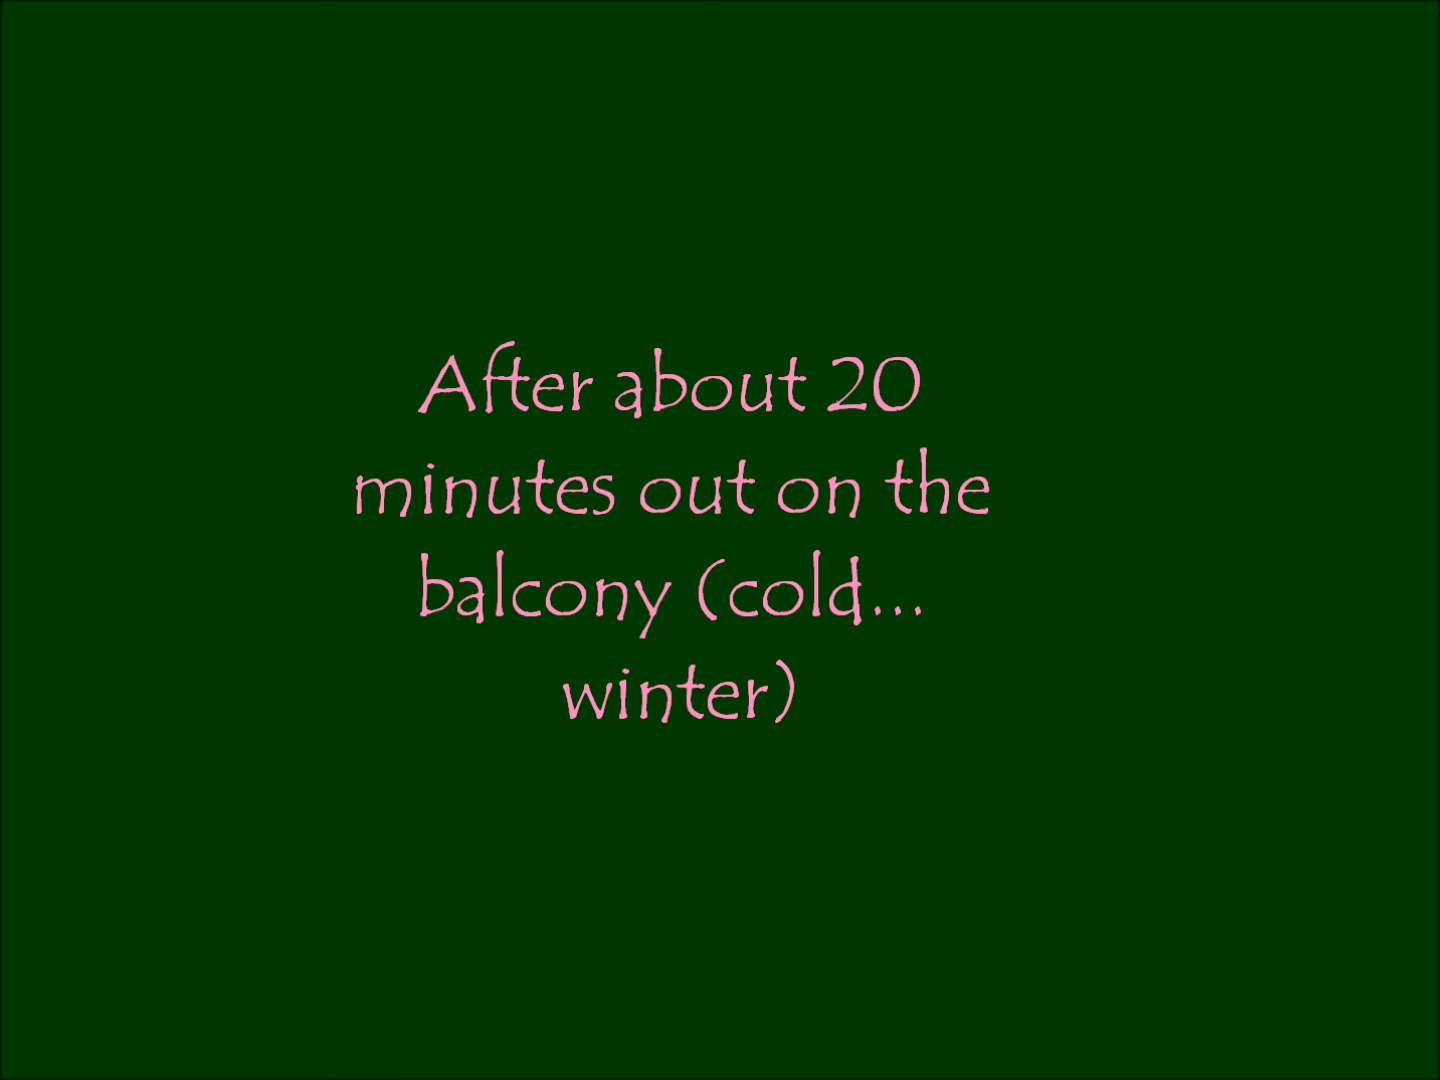 After about 20
minutes out on the
balcony (cold...
winter)